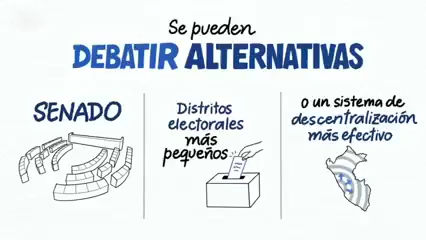 Se pueden
DEBATIR ALTERNATIVAS
SENADO
Distritos
electorales
más
pequeños
O un sistema de
descentralización
más efectivo